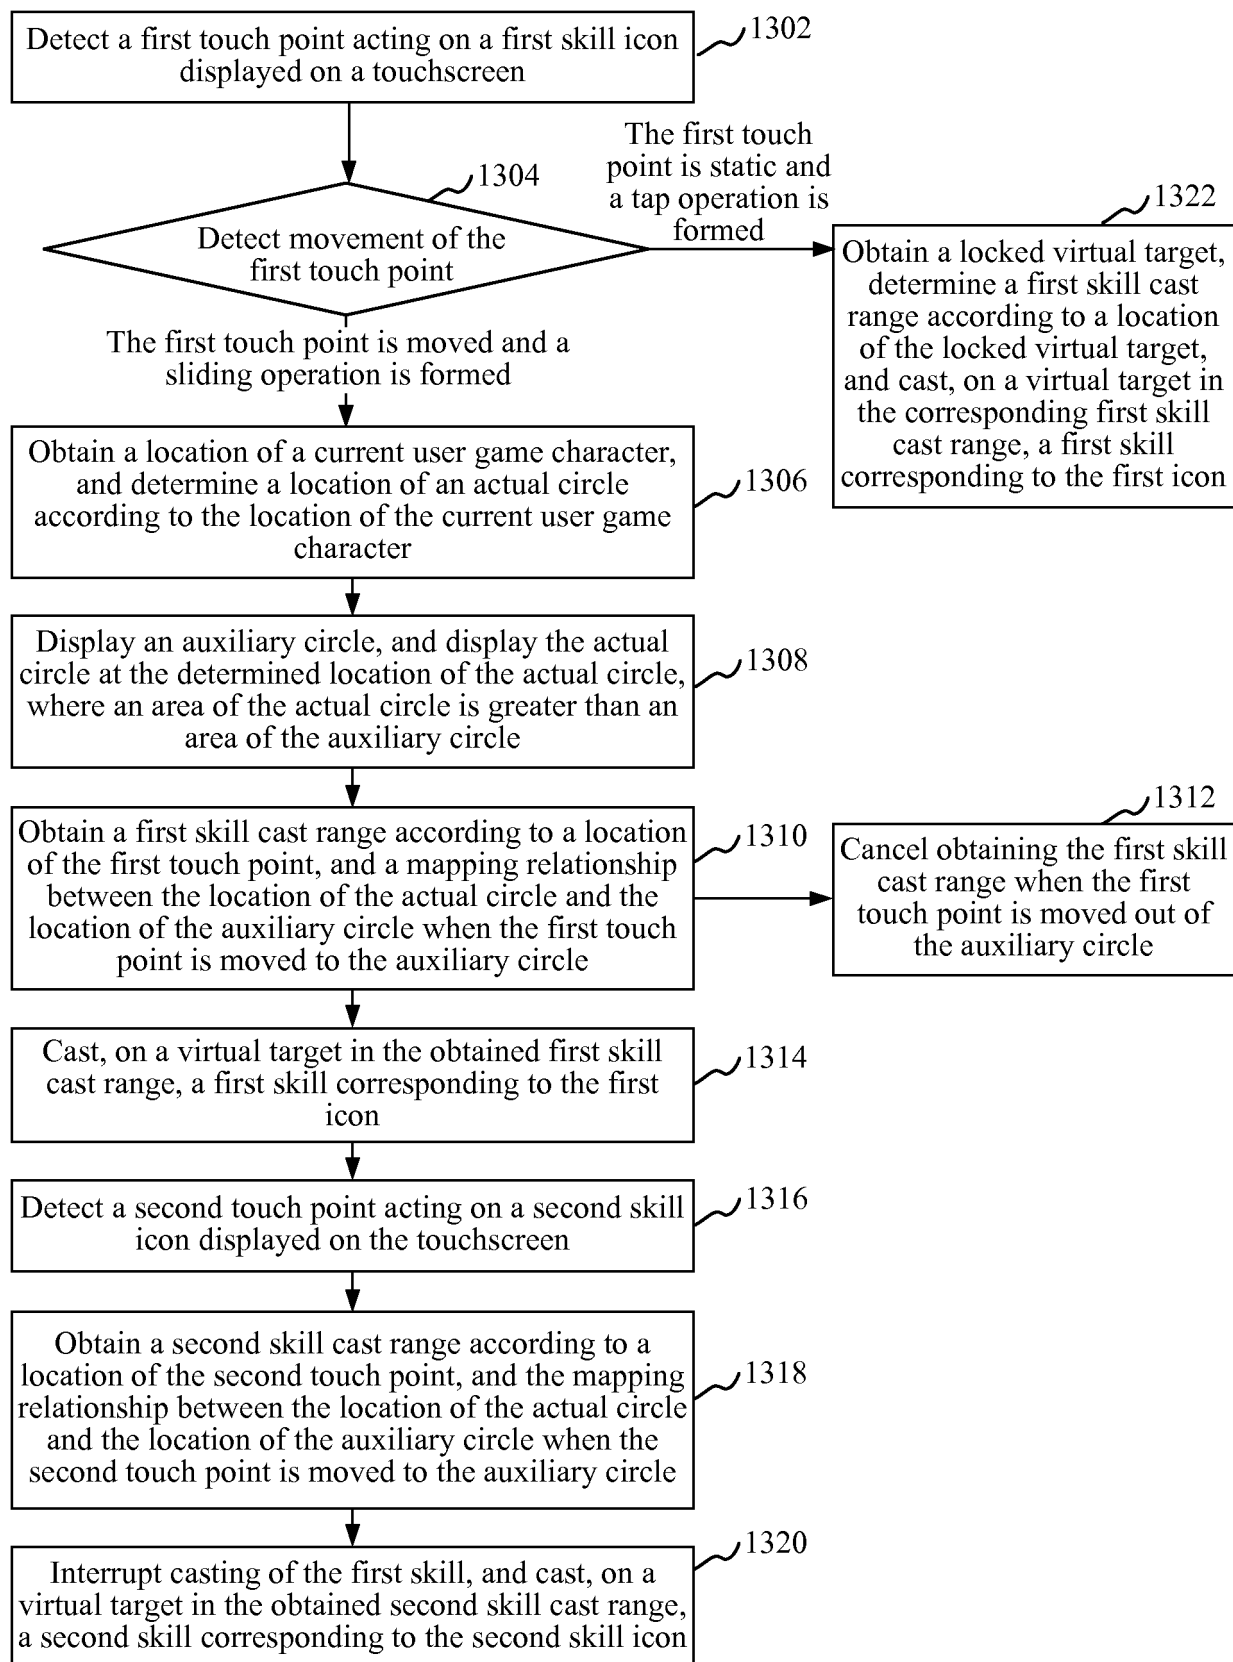 Detect a first touch point acting on a first skill icon
displayed on a touchscreen
1302
The first touch
point is static and
a tap operation is
formed
1304
Detect movement of the
first touch point
1322
Obtain a locked virtual target,
determine a first skill cast
range according to a location
of the locked virtual target,
and cast, on a virtual target in
the corresponding first skill
cast range, a first skill
corresponding to the first icon
The first touch point is moved and a
sliding operation is formed
Obtain a location of a current user game character,
and determine a location of an actual circle
according to the location of the current user game
character
1306
Display an auxiliary circle, and display the actual
circle at the determined location of the actual circle,
where an area of the actual circle is greater than an
area of the auxiliary circle
1308
Obtain a first skill cast range according to a location
of the first touch point, and a mapping relationship
between the location of the actual circle and the
location of the auxiliary circle when the first touch
point is moved to the auxiliary circle
1310
1312
Cancel obtaining the first skill
cast range when the first
touch point is moved out of
the auxiliary circle
Cast, on a virtual target in the obtained first skill
cast range, a first skill corresponding to the first
icon
1314
Detect a second touch point acting on a second skill
icon displayed on the touchscreen
1316
Obtain a second skill cast range according to a
location of the second touch point, and the mapping
relationship between the location of the actual circle
and the location of the auxiliary circle when the
second touch point is moved to the auxiliary circle
1318
Interrupt casting of the first skill, and cast, on a
virtual target in the obtained second skill cast range,
a second skill corresponding to the second skill icon
1320